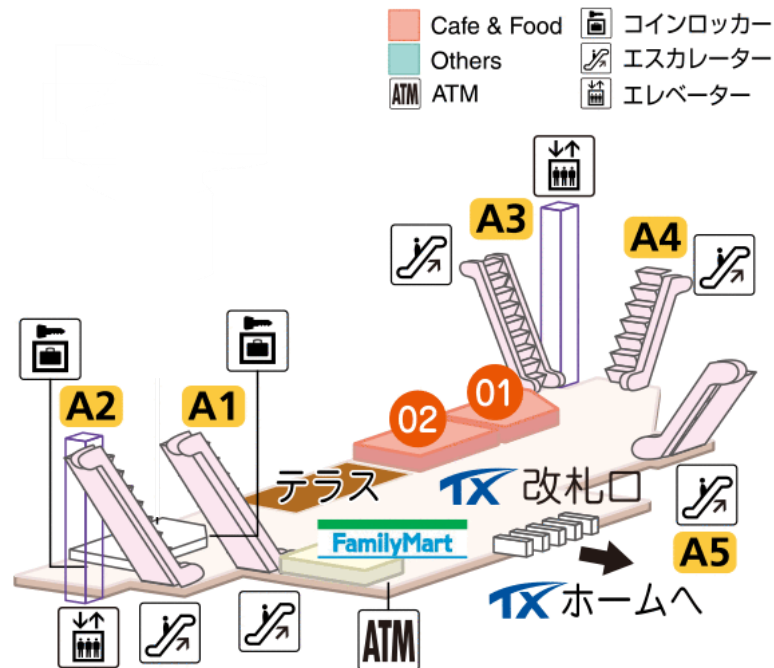 Cafe & Food
コインロッカー
Others
エスカレーター
ATM
ATM
エレベーター
A3
A4
A2
A1
01
02
テラス
TX 改札口
FamilyMart
A5
TX ホームへ
ATM